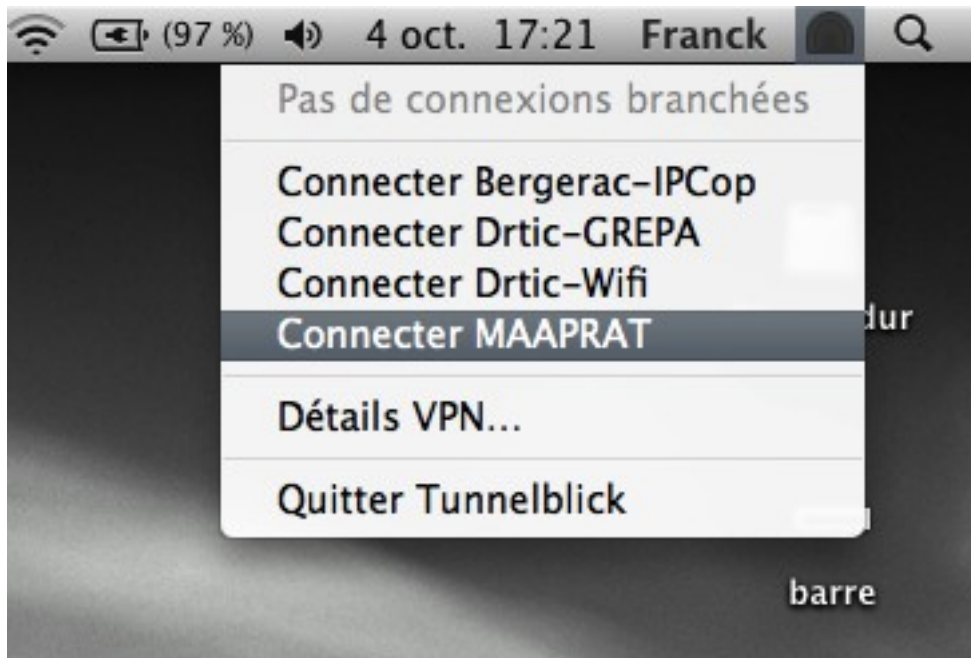 (97 %) 4 oct. 17:21 Franck
Pas de connexions branchées
Connecter Bergerac-IPCop
Connecter Drtic-GREPA
Connecter Drtic-Wifi
Connecter MAAPRAT
dur
Détails VPN...
Quitter Tunnelblick
barre